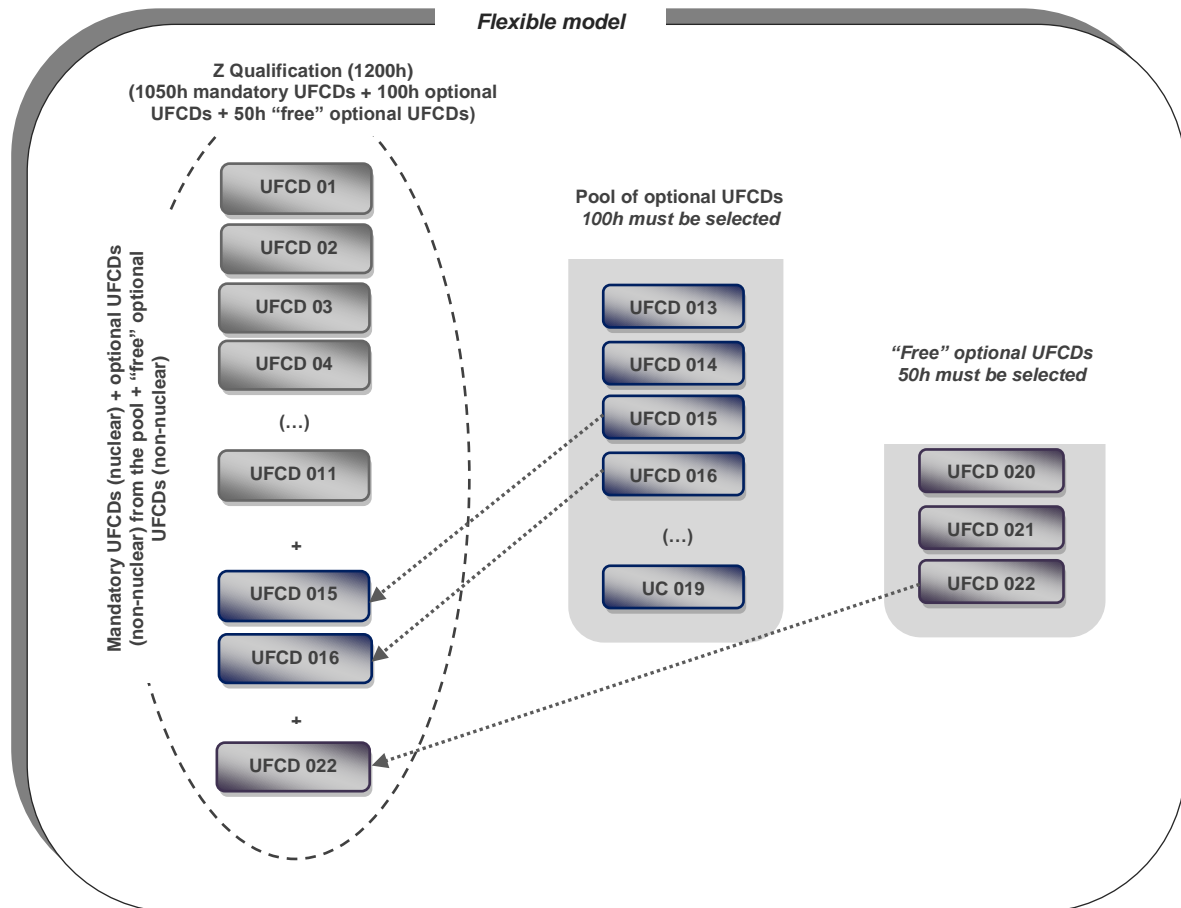 Flexible model
Z Qualification (1200h)
(1050h mandatory UFCDs + 100h optional
UFCDs + 50h “free” optional UFCDs)
Mandatory UFCDs (nuclear) + optional UFCDs
(non-nuclear) from the pool + “free” optional
UFCDs (non-nuclear)
UFCD 01
UFCD 02
UFCD 03
UFCD 04
(…)
UFCD 011
+
UFCD 015
UFCD 016
+
UFCD 022
Pool of optional UFCDs
100h must be selected
UFCD 013
UFCD 014
UFCD 015
UFCD 016
(…)
UC 019
“Free” optional UFCDs
50h must be selected
UFCD 020
UFCD 021
UFCD 022